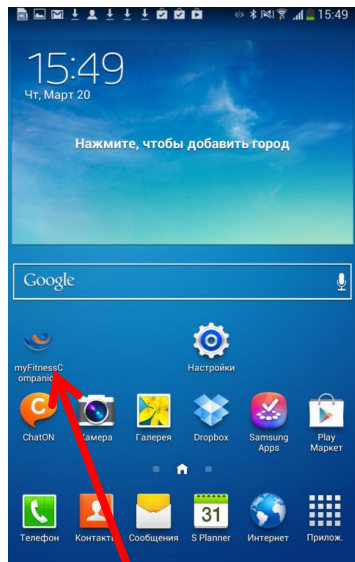 15:49
15:49
Чт, Март 20
Нажмите, чтобы добавить город
Google
myFitnessC
ompanio
Настройки
ChatON
Камера
Галерея
Dropbox
Samsung
Apps
Play
Маркет
31
Телефон
Контакты
Сообщения
S Planner
Интернет
Прилож.